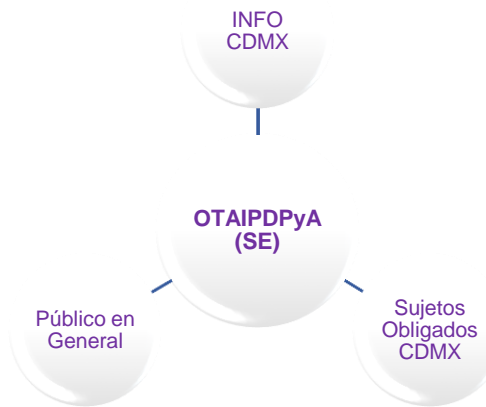 INFO
CDMX
OTAIPDPyA
(SE)
Público en
General
Sujetos
Obligados
CDMX